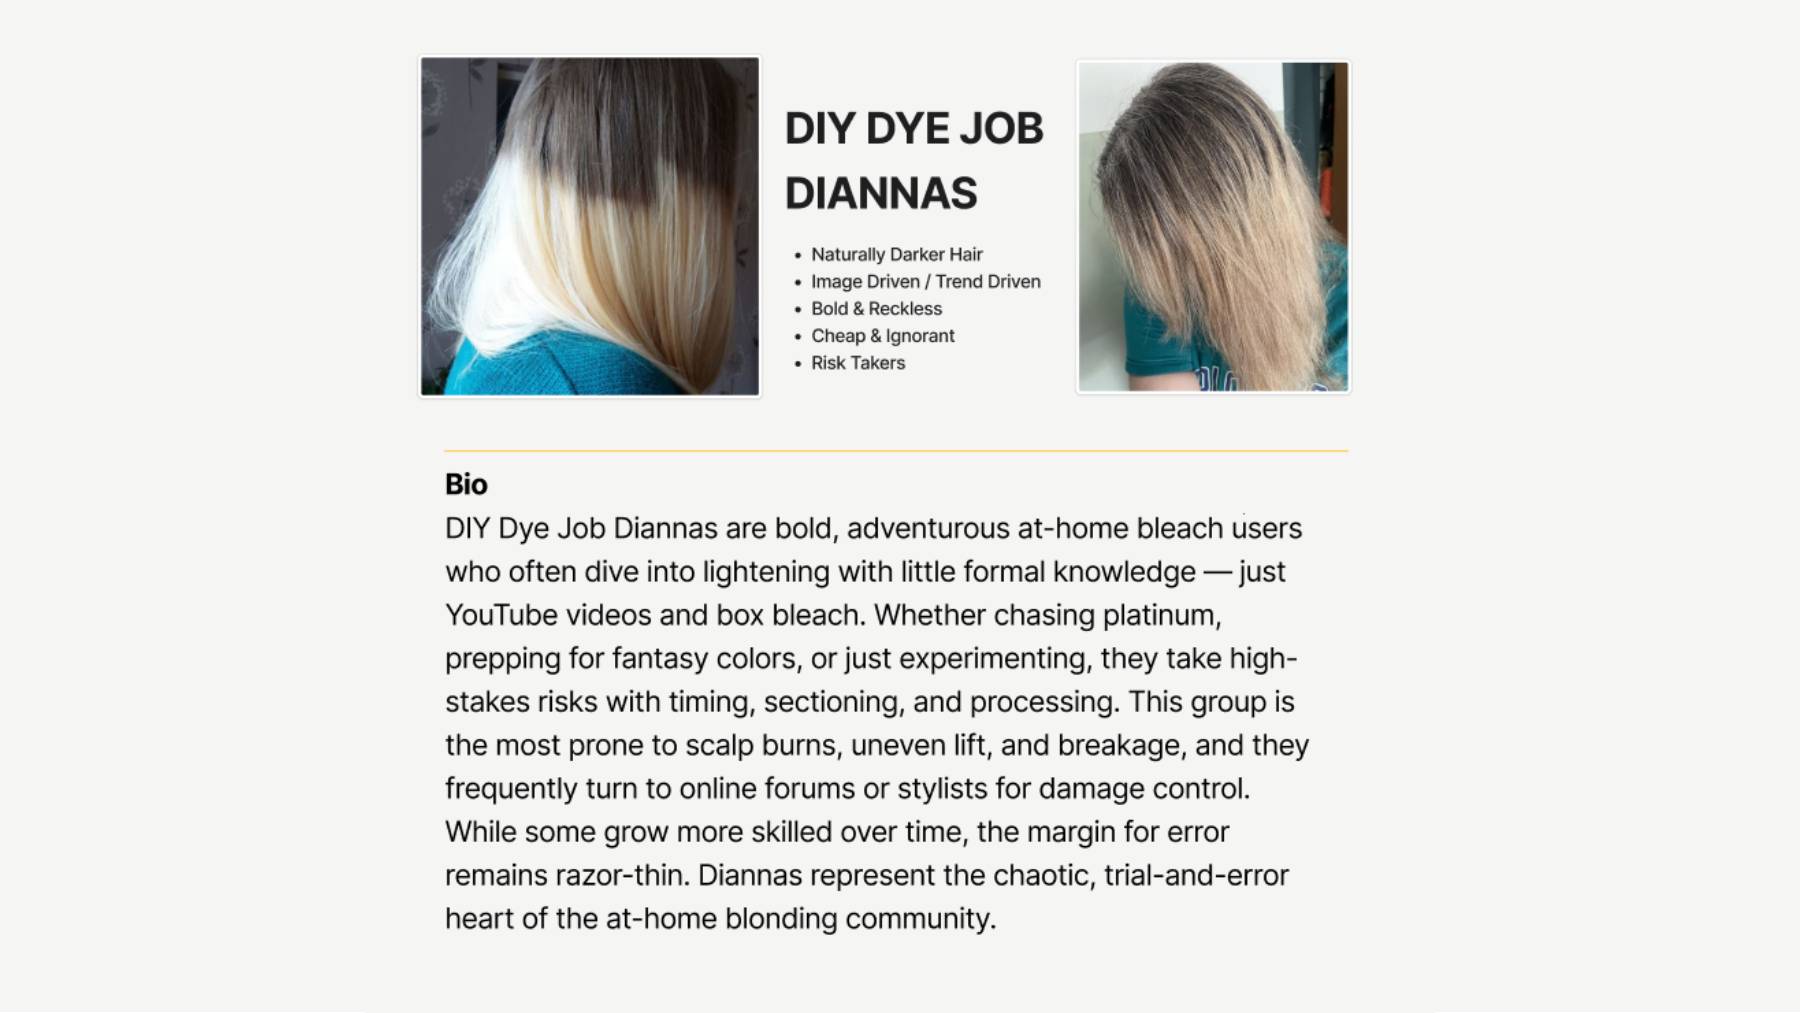 DIY DYE JOB
DIANNAS
• Naturally Darker Hair
• Image Driven / Trend Driven
• Bold & Reckless
• Cheap & Ignorant
• Risk Takers
Bio
DIY Dye Job Diannas are bold, adventurous at-home bleach users
who often dive into lightening with little formal knowledge — just
YouTube videos and box bleach. Whether chasing platinum,
prepping for fantasy colors, or just experimenting, they take high-
stakes risks with timing, sectioning, and processing. This group is
the most prone to scalp burns, uneven lift, and breakage, and they
frequently turn to online forums or stylists for damage control.
While some grow more skilled over time, the margin for error
remains razor-thin. Diannas represent the chaotic, trial-and-error
heart of the at-home blonding community.